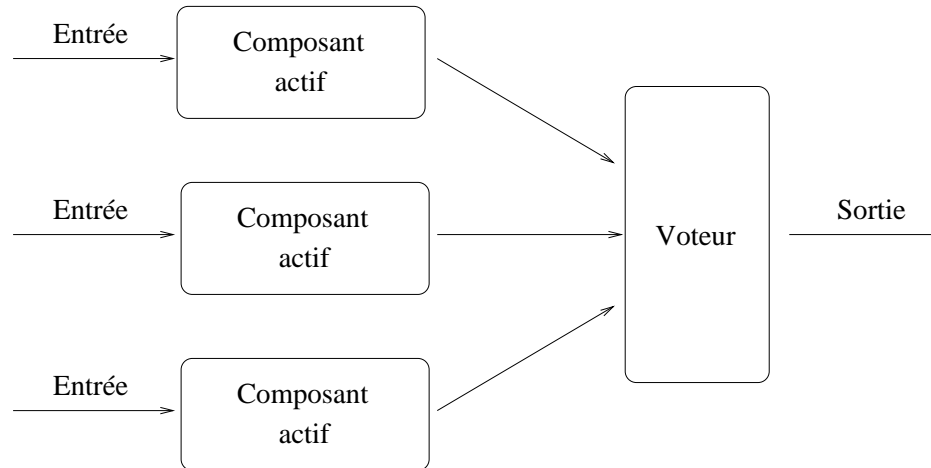 Entrée
Composant
actif
Entrée
Composant
actif
Voteur
Sortie
Entrée
Composant
actif